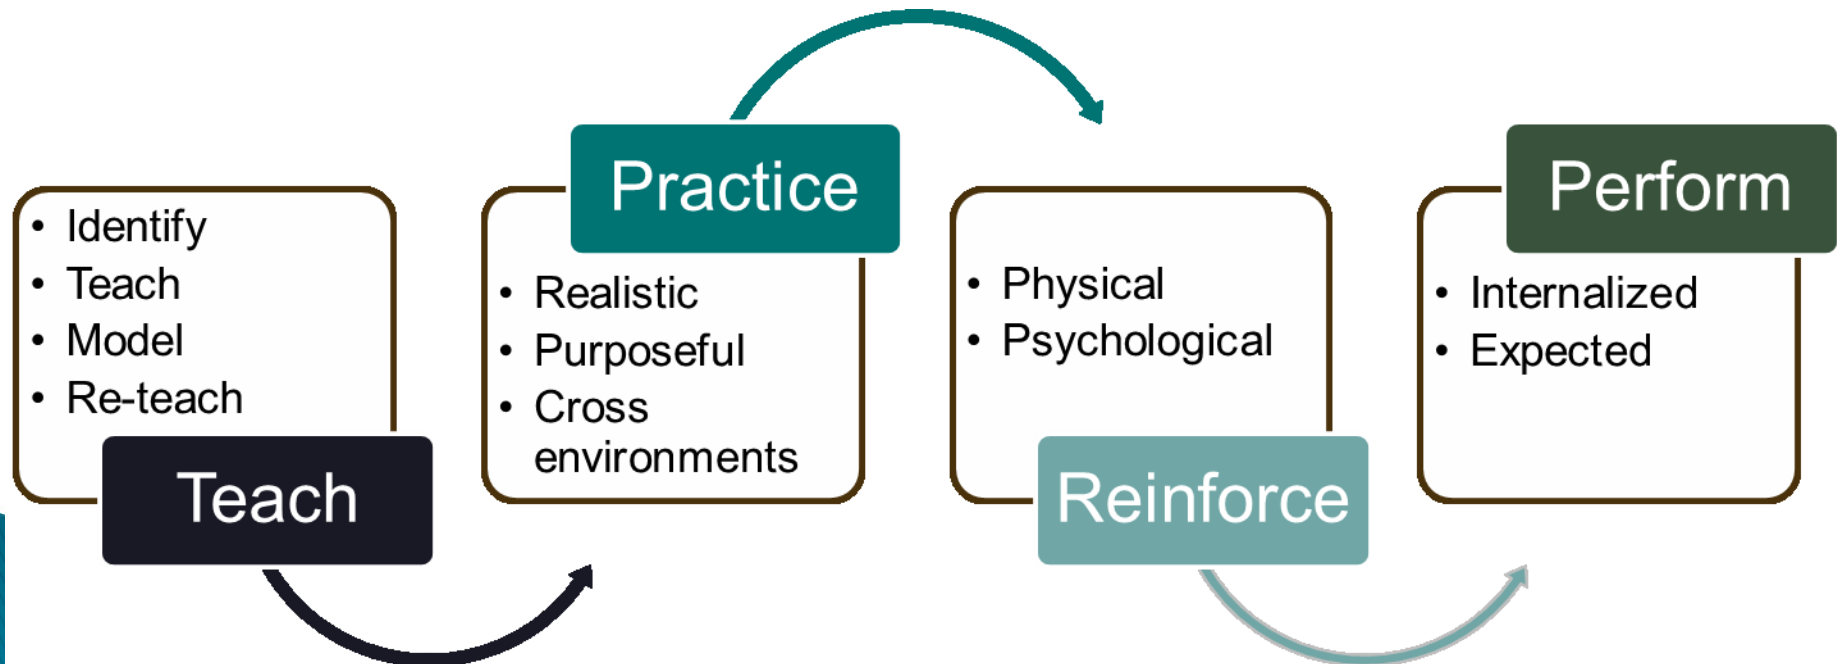 • Identify
• Teach
• Model
• Re-teach
Teach
Practice
• Realistic
• Purposeful
• Cross
environments
• Physical
• Psychological
Reinforce
Perform
• Internalized
• Expected